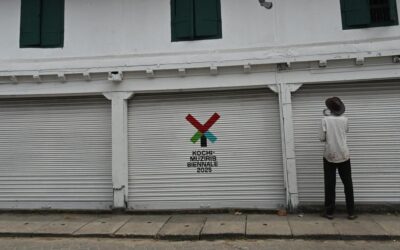 KOCHI-
MUZIRIS
BIENNALE
2025